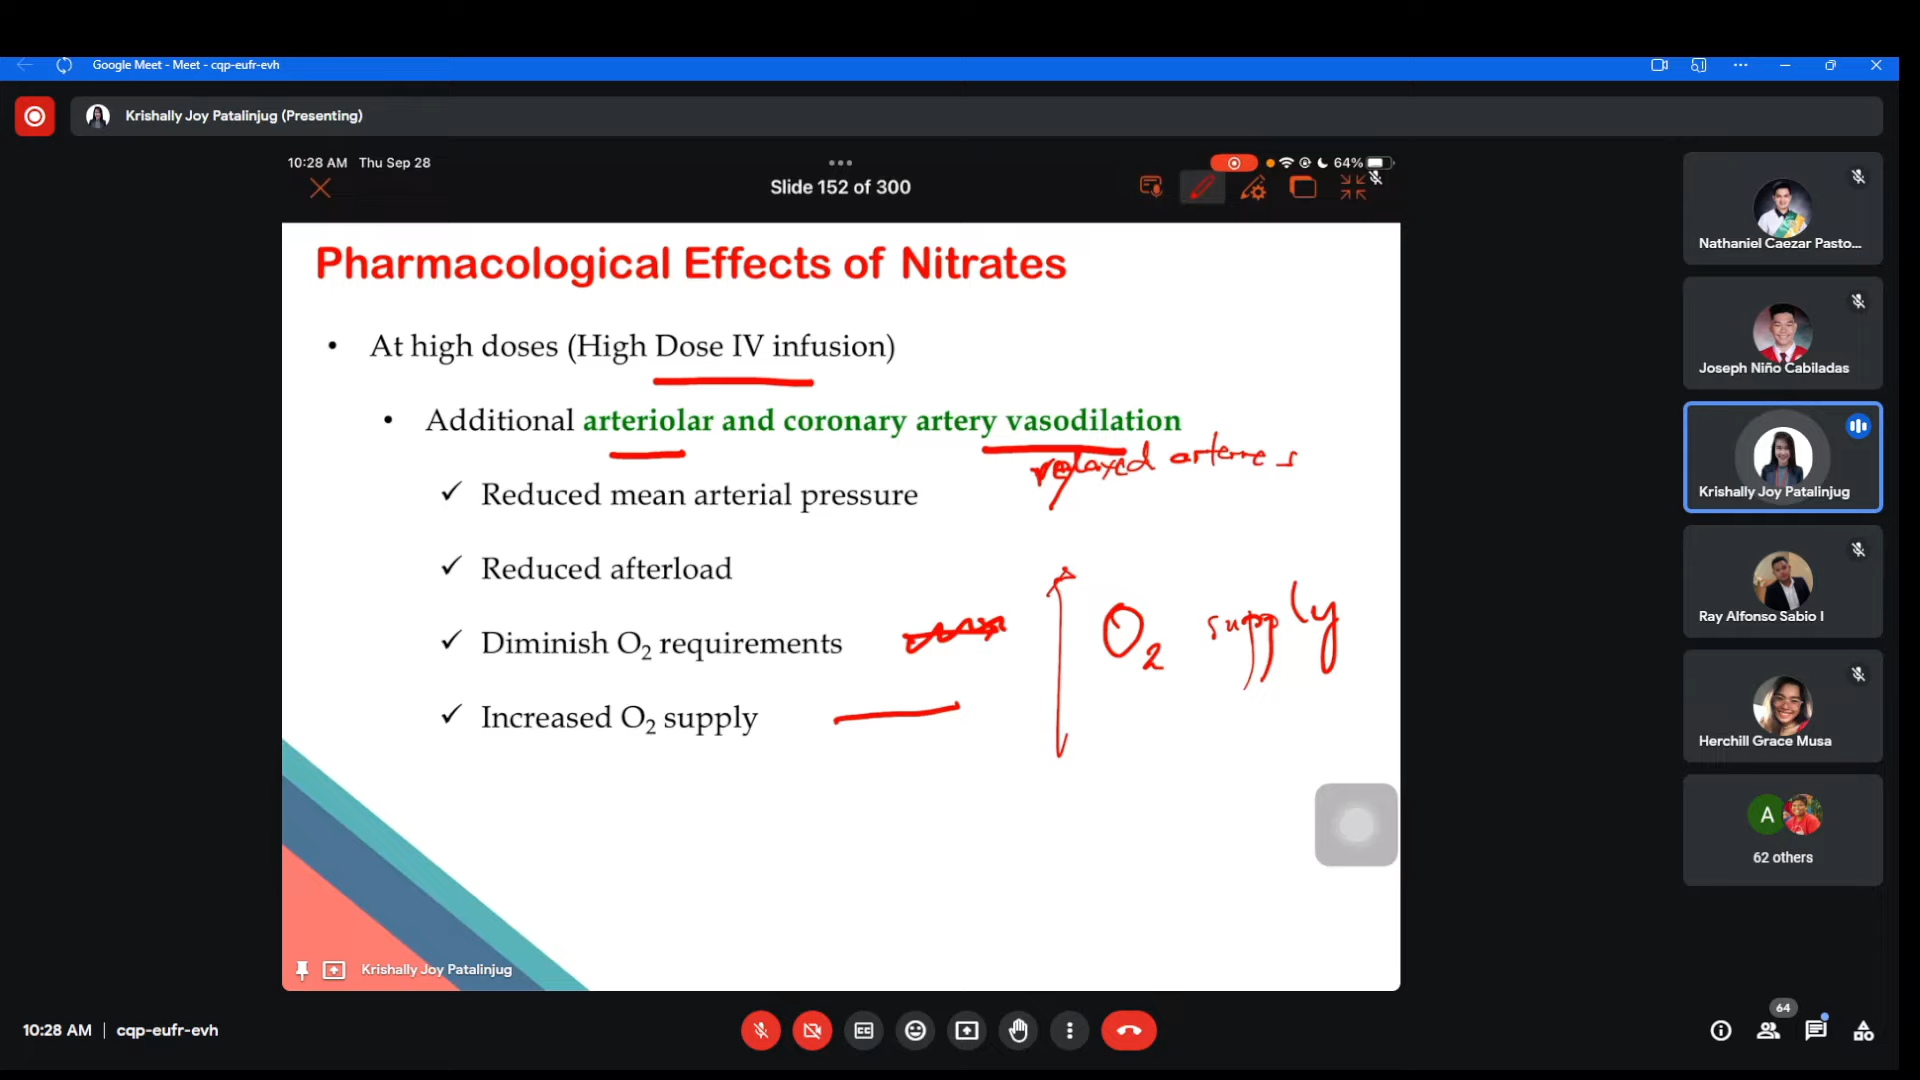 Google Meet - Meet - cqp-eufr-evh
Krishally Joy Patalinjug (Presenting)
10:28 AM Thu Sep 28
64%
Slide 152 of 300
Pharmacological Effects of Nitrates
• At high doses (High Dose IV infusion)
• Additional arteriolar and coronary artery vasodilation
relaxed arteries
✓ Reduced mean arterial pressure
✓ Reduced afterload
✓ Diminish O₂ requirements
O₂ supply
✓ Increased O₂ supply
Krishally Joy Patalinjug
Nathaniel Caezar Pasto...
Joseph Niño Cabiladas
Krishally Joy Patalinjug
Ray Alfonso Sabio I
Herchill Grace Musa
A
62 others
10:28 AM | cqp-eufr-evh
64